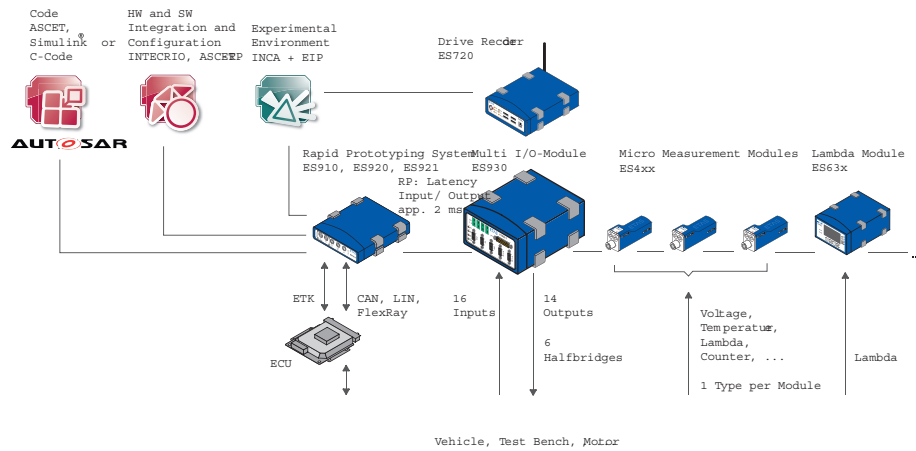 Code
ASCET,
Simulink® or
C-Code
HW and SW
Integration and
Configuration
INTECRIO, ASCET-RP
Experimental
Environment
INCA + EIP
Drive Recorder
ES720
AUTOSAR
Rapid Prototyping System
ES910, ES920, ES921
RP: Latency
Input/ Output
app. 2 ms
Multi I/O-Module
ES930
Micro Measurement Modules
ES4xx
Lambda Module
ES63x
...
ETK
CAN, LIN,
FlexRay
16
Inputs
14
Outputs
6
Halfbridges
Voltage,
Temperatur,
Lambda,
Counter, ...
1 Type per Module
Lambda
ECU
Vehicle, Test Bench, Motor